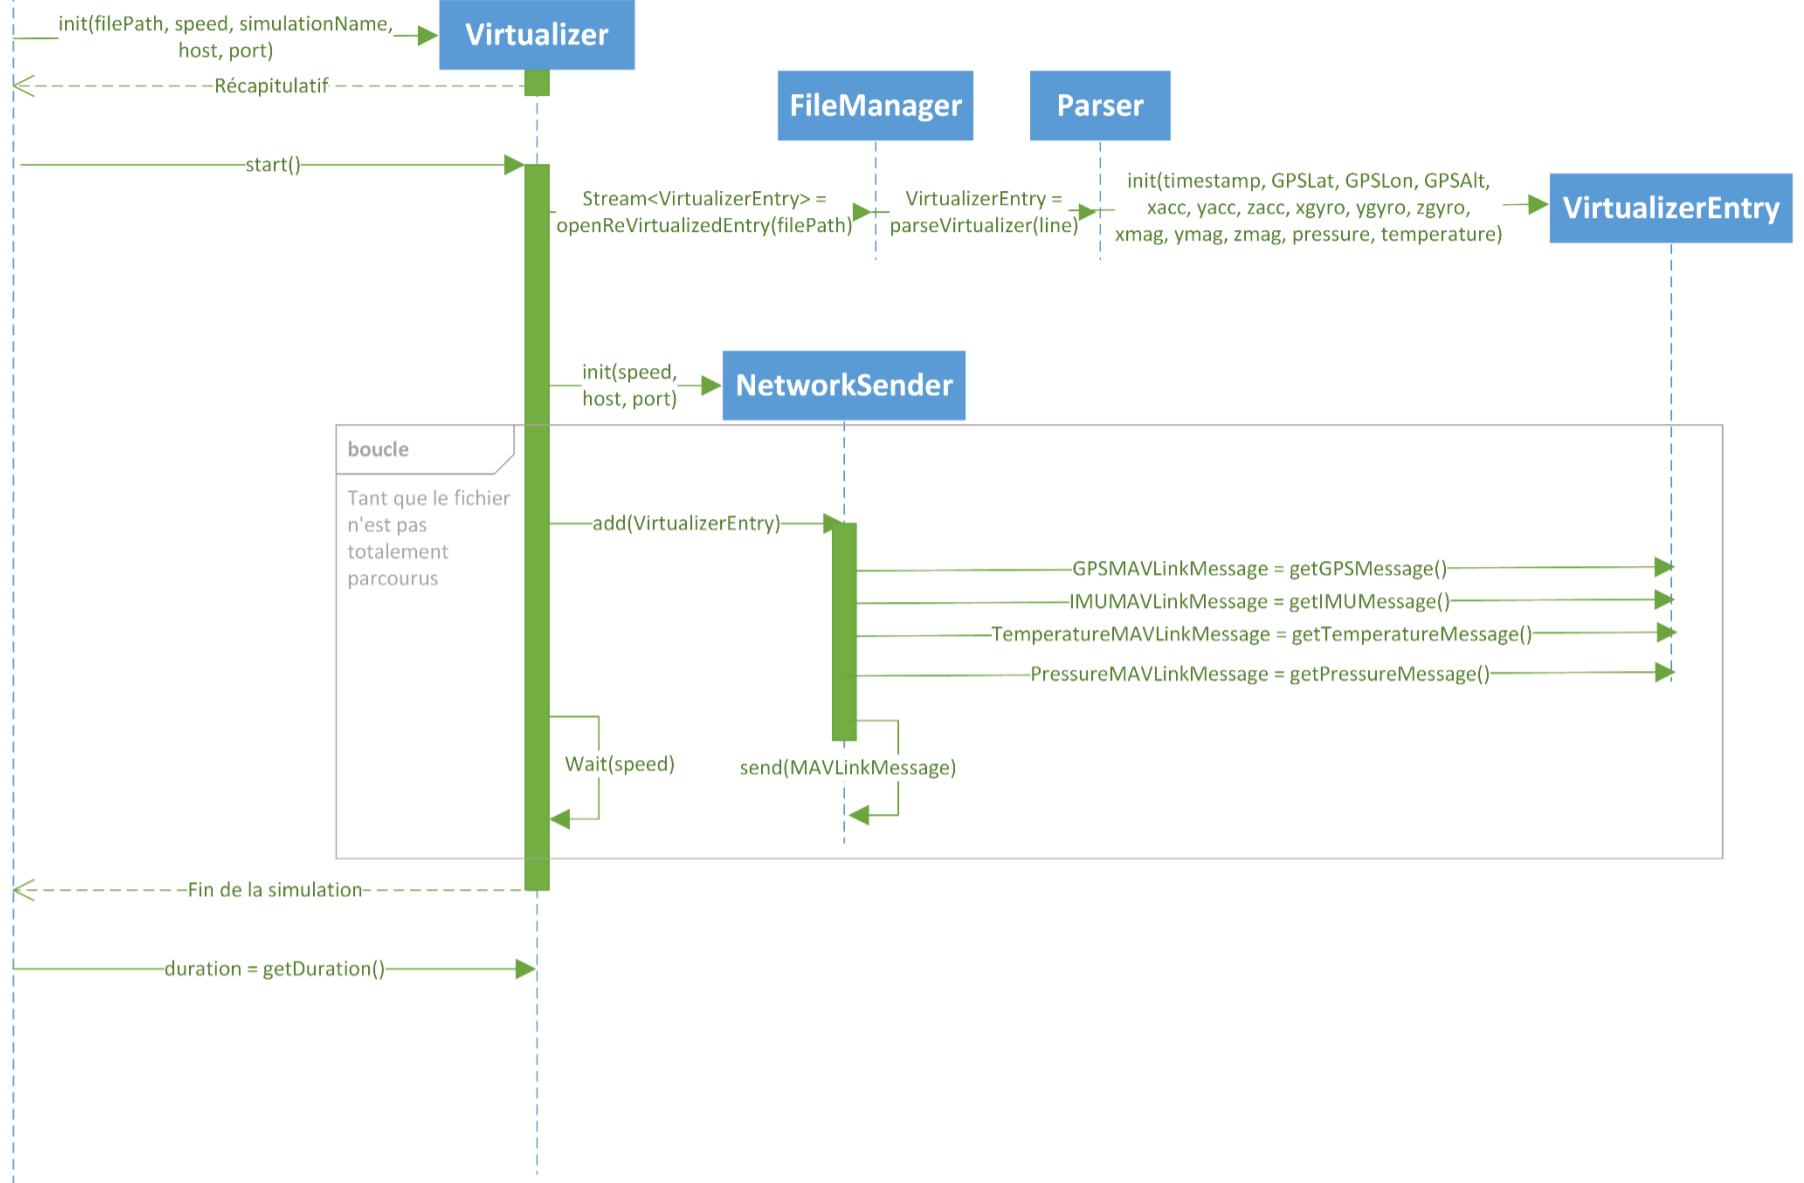 init(filePath, speed, simulationName,
host, port)
Virtualizer
Récapitulatif
FileManager
Parser
start()
Stream<VirtualizerEntry> =
openReVirtualizedEntry(filePath)
VirtualizerEntry =
parseVirtualizer(line)
init(timestamp, GPSLat, GPSLon, GPSAlt,
xacc, yacc, zacc, xgyro, ygyro, zgyro,
xmag, ymag, zmag, pressure, temperature)
VirtualizerEntry
init(speed,
host, port)
NetworkSender
boucle
Tant que le fichier
n'est pas
totalement
parcourus
add(VirtualizerEntry)
GPSMAVLinkMessage = getGPSMessage()
IMUMAVLinkMessage = getIMUMessage()
TemperatureMAVLinkMessage = getTemperatureMessage()
PressureMAVLinkMessage = getPressureMessage()
Wait(speed)
send(MAVLinkMessage)
Fin de la simulation
duration = getDuration()